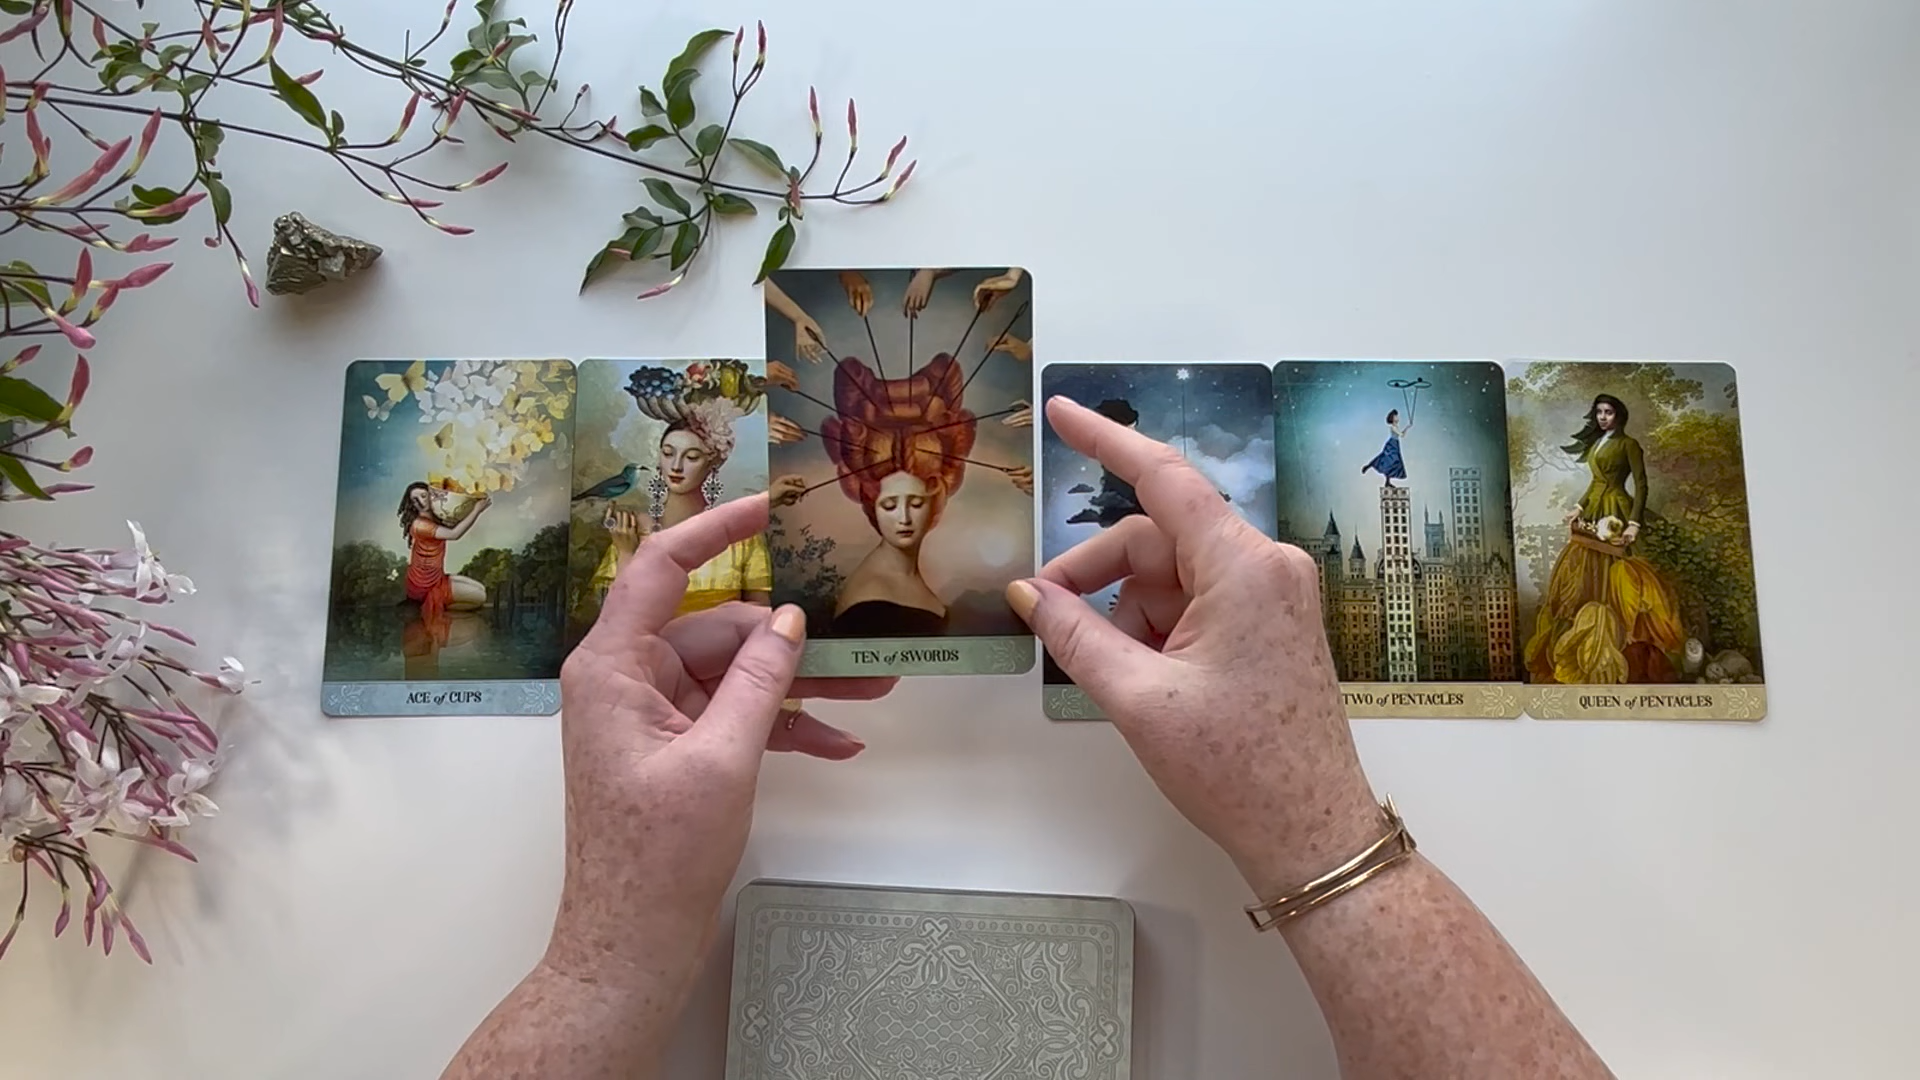 ACE of CUPS
TEN of SWORDS
TWO of PENTACLES
QUEEN of PENTACLES